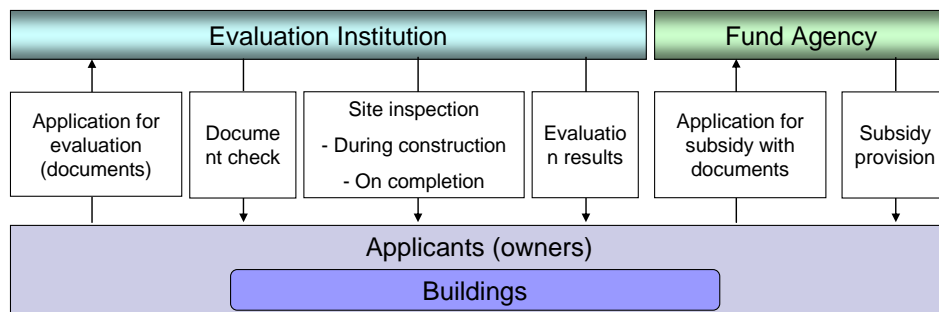 Evaluation Institution
Fund Agency
Application for
evaluation
(documents)
Docume
nt check
Site inspection
- During construction
- On completion
Evaluatio
n results
Application for
subsidy with
documents
Subsidy
provision
Applicants (owners)
Buildings